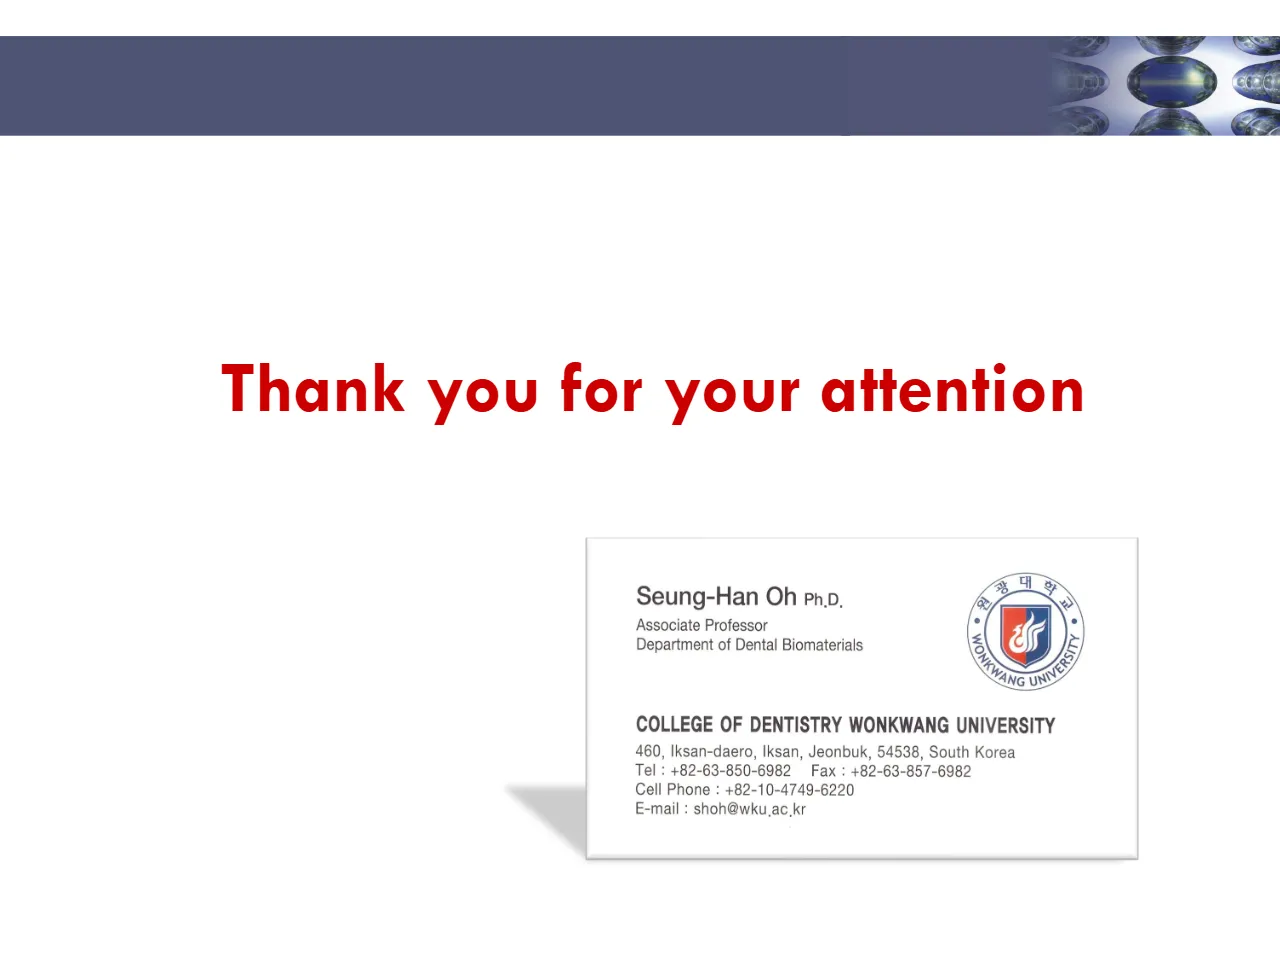 Thank you for your attention
Seung-Han Oh Ph.D.
Associate Professor
Department of Dental Biomaterials
원광대학교
WONKWANG UNIVERSITY
COLLEGE OF DENTISTRY WONKWANG UNIVERSITY
460, Iksan-daero, Iksan, Jeonbuk, 54538, South Korea
Tel : +82-63-850-6982 Fax : +82-63-857-6982
Cell Phone : +82-10-4749-6220
E-mail : shoh@wku.ac.kr